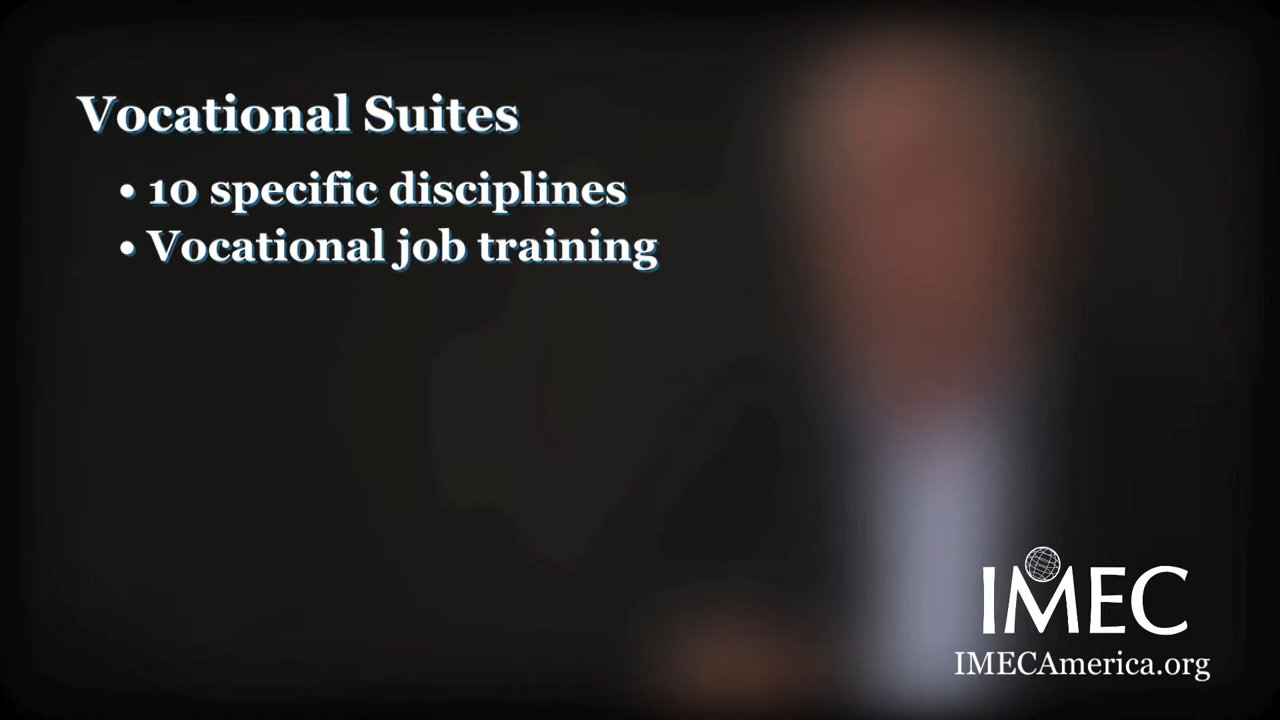 Vocational Suites
• 10 specific disciplines
• Vocational job training
IMEC
IMECAmerica.org